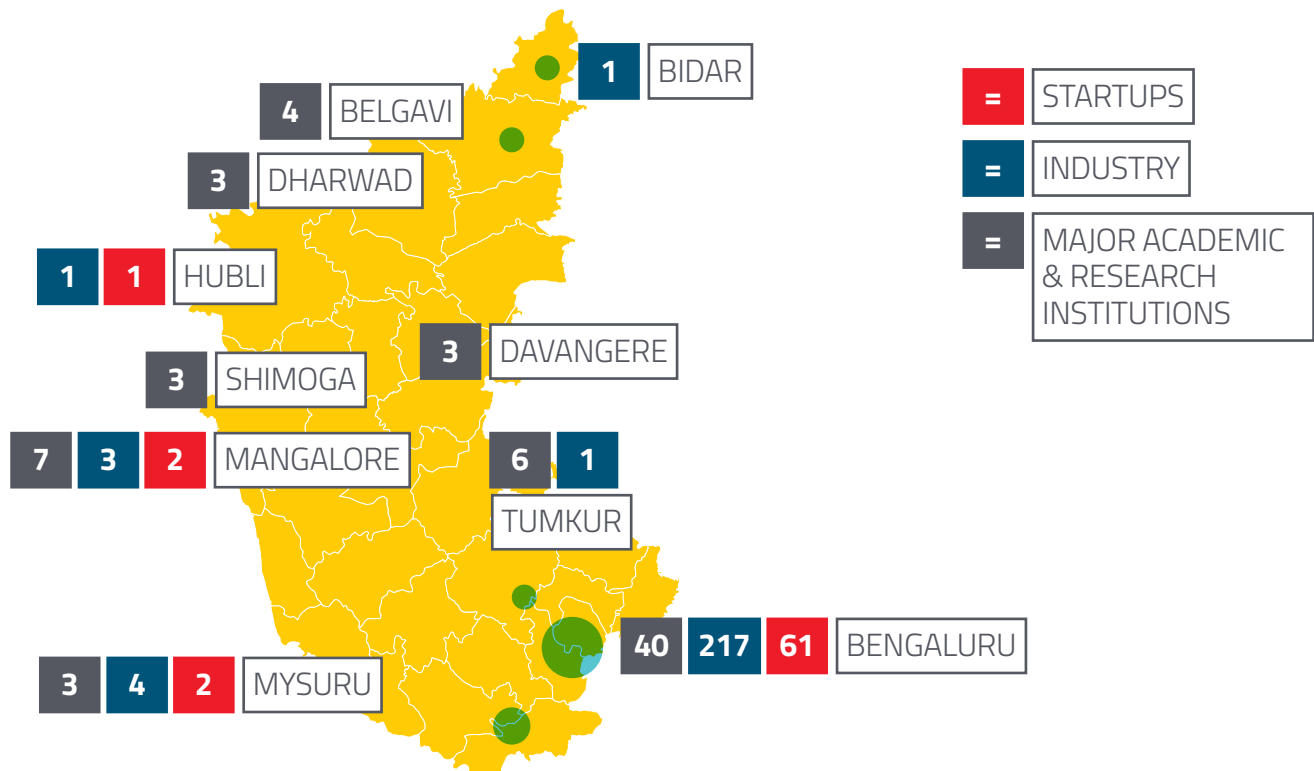 1 BIDAR
4 BELGAVI
3 DHARWAD
1 1 HUBLI
3 DAVANGERE
3 SHIMOGA
7 3 2 MANGALORE
6 1
TUMKUR
40 217 61 BENGALURU
3 4 2 MYSURU
= STARTUPS
= INDUSTRY
= MAJOR ACADEMIC
& RESEARCH
INSTITUTIONS